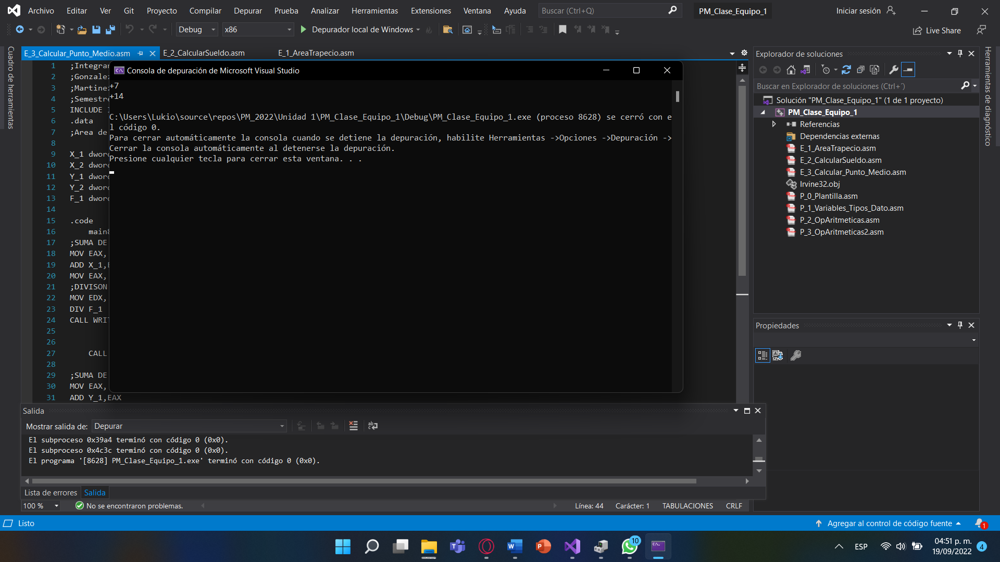 Archivo Editar Ver Git Proyecto Compilar Depurar Prueba Analizar Herramientas Extensiones Ventana Ayuda Buscar (Ctrl+Q) PM_Clase_Equipo_1 Iniciar sesión
Debug x86 Depurador local de Windows Live Share
Cuadro de herramientas
E_3_Calcular_Punto_Medio.asm E_2_CalcularSueldo.asm E_1_AreaTrapecio.asm
1 ;Integran
2 ;Gonzalez
3 ;Martinez
4 ;Semestre
5 INCLUDE
6 .data
7 ;Area de
8
9 X_1 dword
10 X_2 dword
11 Y_1 dword
12 Y_2 dword
13 F_1 dword
14
15 .code
16 main
17 ;SUMA DE
18 MOV EAX,
19 ADD X_1,
20 MOV EAX,
21 ;DIVISON
22 MOV EDX,
23 DIV F_1
24 CALL WRIT
25
26
27 CALL
28
29 ;SUMA DE
30 MOV EAX,
31 ADD Y_1,EAX
Consola de depuración de Microsoft Visual Studio
+7
+14
C:\Users\Lukio\source\repos\PM_2022\Unidad 1\PM_Clase_Equipo_1\Debug\PM_Clase_Equipo_1.exe (proceso 8628) se cerró con e
l código 0.
Para cerrar automáticamente la consola cuando se detiene la depuración, habilite Herramientas ->Opciones ->Depuración ->
Cerrar la consola automáticamente al detenerse la depuración.
Presione cualquier tecla para cerrar esta ventana. . .
Explorador de soluciones
Buscar en Explorador de soluciones (Ctrl+´)
Solución "PM_Clase_Equipo_1" (1 de 1 proyecto)
PM_Clase_Equipo_1
Referencias
Dependencias externas
E_1_AreaTrapecio.asm
E_2_CalcularSueldo.asm
E_3_Calcular_Punto_Medio.asm
Irvine32.obj
P_0_Plantilla.asm
P_1_Variables_Tipos_Dato.asm
P_2_OpAritmeticas.asm
P_3_OpAritmeticas2.asm
Herramientas de diagnóstico
Propiedades
Salida
Mostrar salida de: Depurar
El subproceso 0x39a4 terminó con código 0 (0x0).
El subproceso 0x4c3c terminó con código 0 (0x0).
El programa '[8628] PM_Clase_Equipo_1.exe' terminó con código 0 (0x0).
Lista de errores Salida
100 % No se encontraron problemas. Línea: 44 Carácter: 1 TABULACIONES CRLF
Listo Agregar al control de código fuente 1
10 ESP 04:51 p. m.
19/09/2022 4